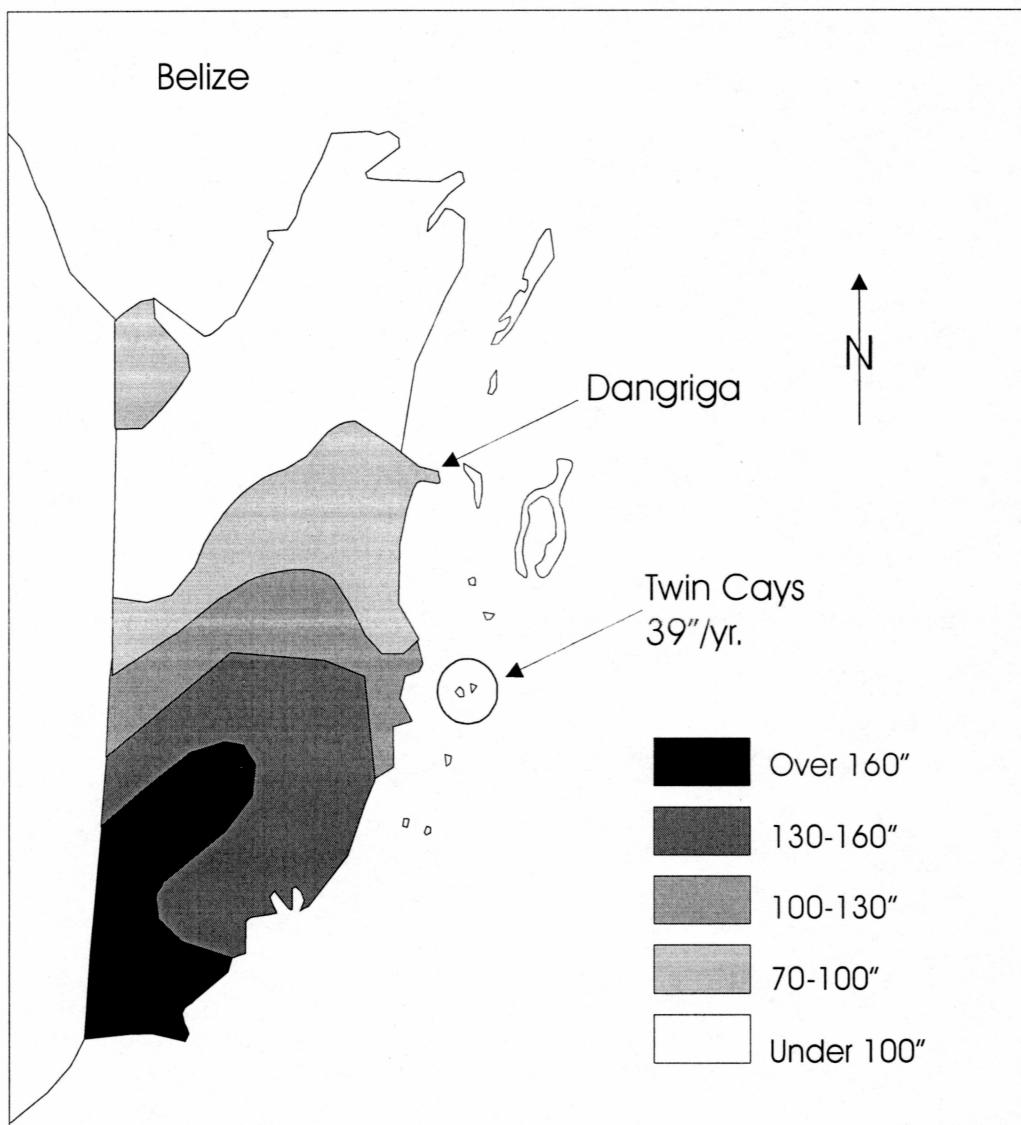 Belize
N
Dangriga
Twin Cays
39"/yr.
Over 160"
130-160"
100-130"
70-100"
Under 100"